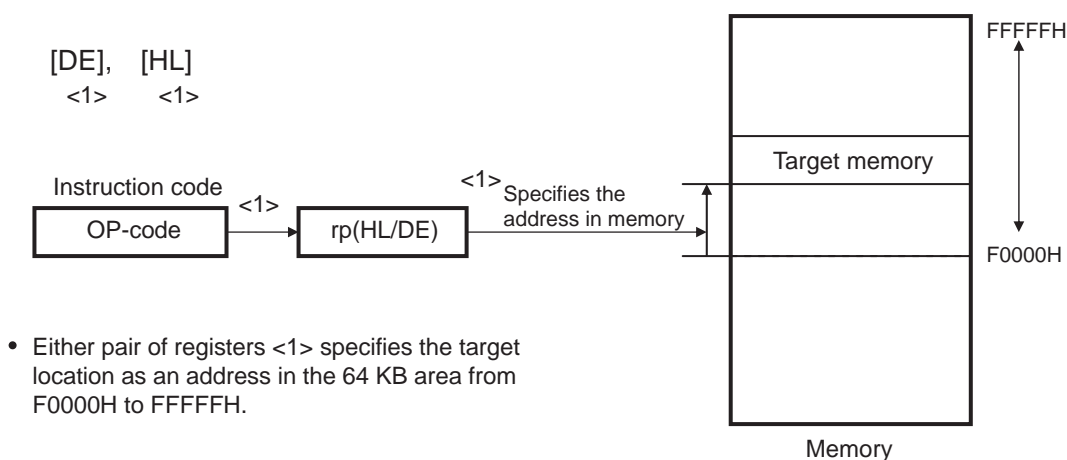 [DE], [HL]
<1> <1>
Instruction code
OP-code
<1>
rp(HL/DE)
<1>
Specifies the
address in memory
Target memory
FFFFFH
F0000H
Memory
• Either pair of registers <1> specifies the target
location as an address in the 64 KB area from
F0000H to FFFFFH.